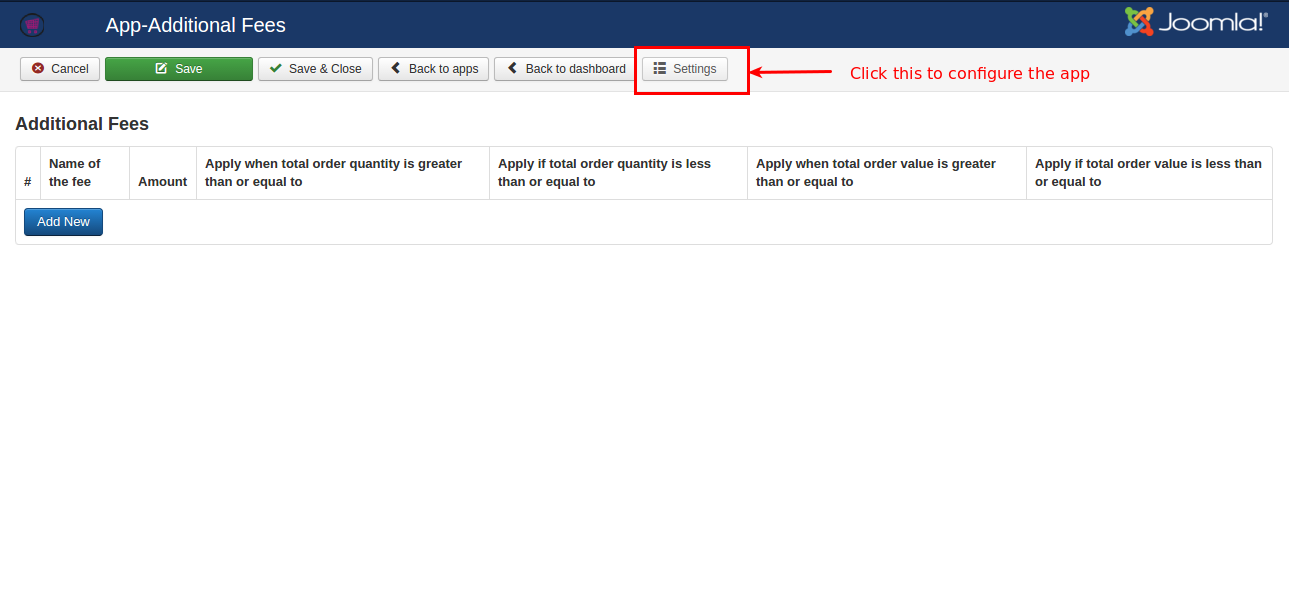 App-Additional Fees
Joomla!®
Cancel
Save
Save & Close
Back to apps
Back to dashboard
Settings
Click this to configure the app
Additional Fees
#
Name of
the fee
Amount
Apply when total order quantity is greater
than or equal to
Apply if total order quantity is less
than or equal to
Apply when total order value is greater
than or equal to
Apply if total order value is less than
or equal to
Add New